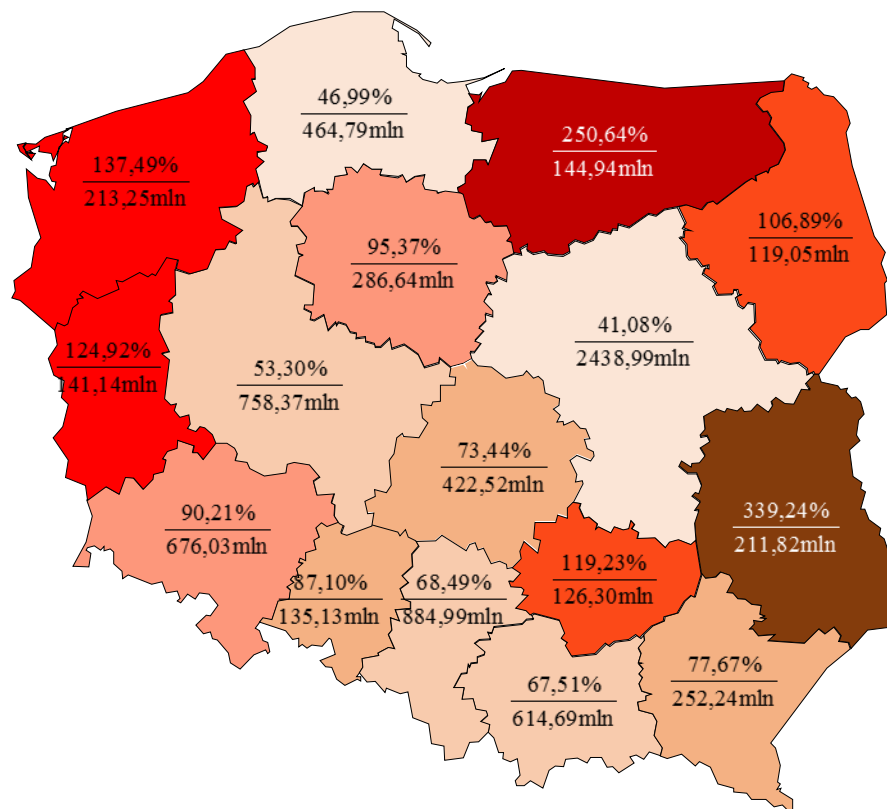 46,99%
464,79mln
250,64%
144,94mln
137,49%
213,25mln
106,89%
119,05mln
95,37%
286,64mln
41,08%
2438,99mln
124,92%
141,14mln
53,30%
758,37mln
73,44%
422,52mln
90,21%
676,03mln
339,24%
211,82mln
119,23%
126,30mln
87,10%
135,13mln
68,49%
884,99mln
77,67%
252,24mln
67,51%
614,69mln